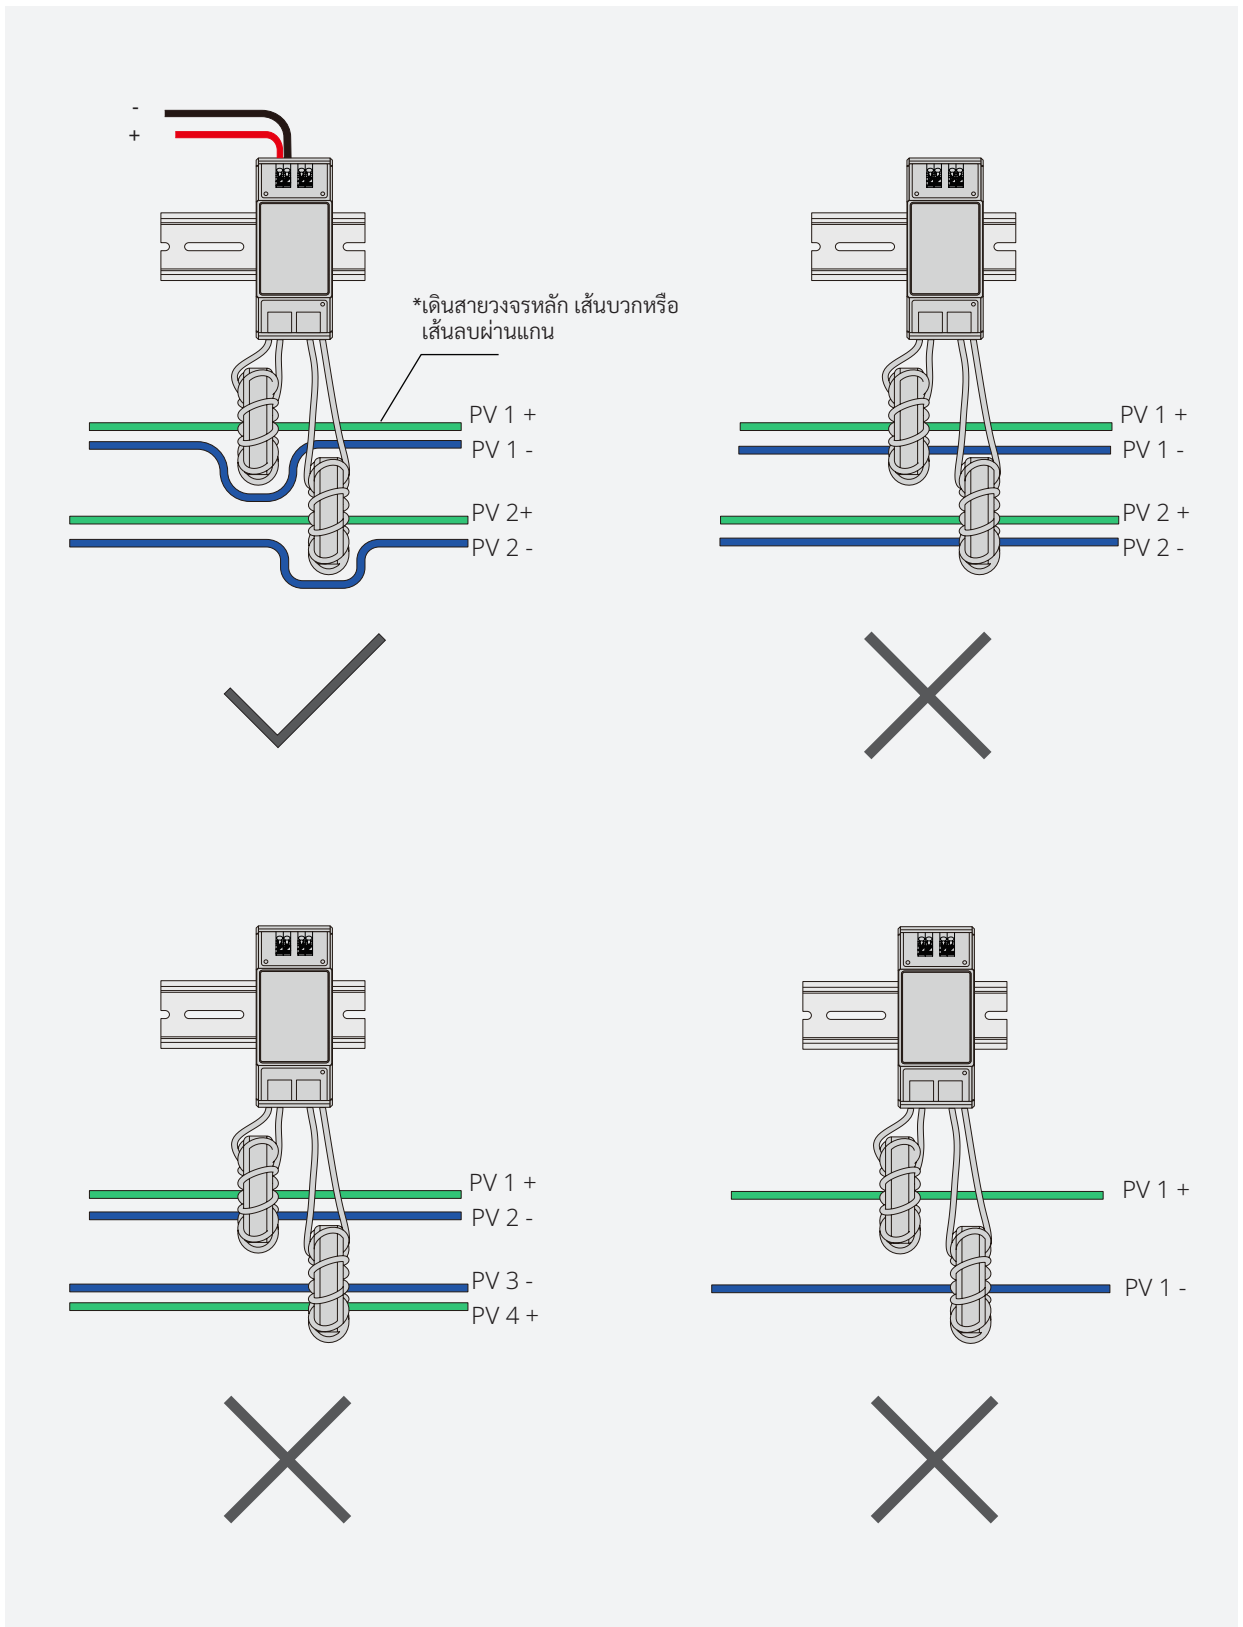 -
+
*เดินสายวงจรหลัก เส้นบวกหรือ
เส้นลบผ่านแกน
PV 1 +
PV 1 -
PV 2+
PV 2 -
PV 1 +
PV 1 -
PV 2 +
PV 2 -
PV 1 +
PV 2 -
PV 3 -
PV 4 +
PV 1 +
PV 1 -